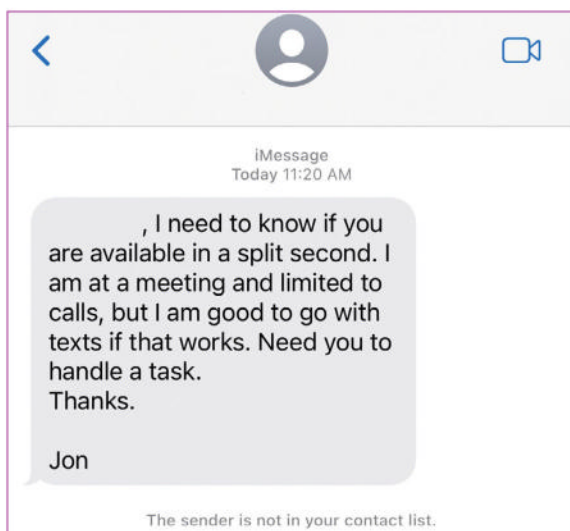 iMessage
Today 11:20 AM
, I need to know if you
are available in a split second. I
am at a meeting and limited to
calls, but I am good to go with
texts if that works. Need you to
handle a task.
Thanks.
Jon
The sender is not in your contact list.